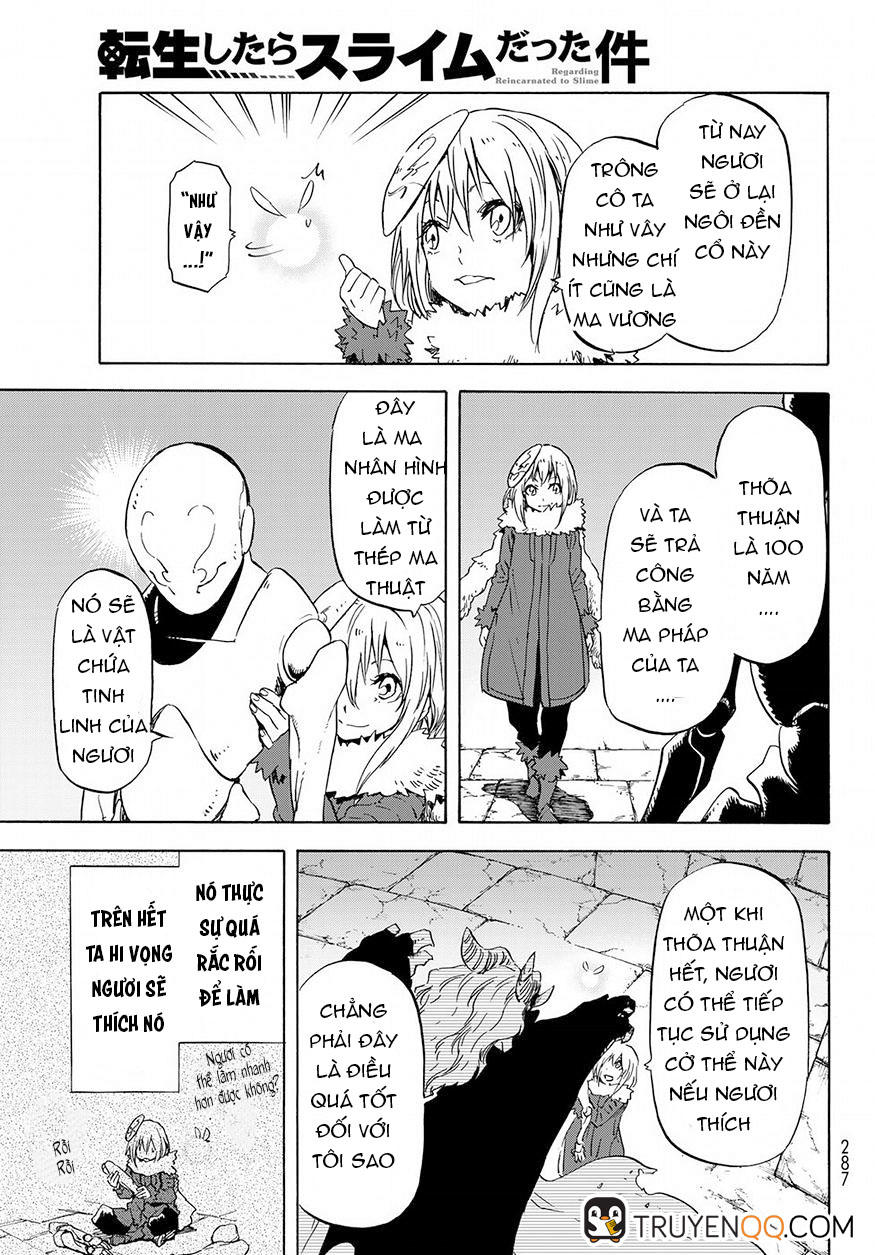 転生したらスライムだった件
Regarding
Reincarnated to Slime
TỪ NAY
NGƯƠI
SẼ Ở LẠI
NGÔI ĐỀN
CỔ NÀY
TRÔNG
CÔ TA
NHƯ VÂY
NHƯNG CHÍ
ÍT CŨNG LÀ
MA VƯƠNG
“NHƯ
VẬY
...!”
THÕA
THUẬN
LÀ 100
NĂM
....
VÀ TA
SẼ TRẢ
CÔNG
BẰNG
MA PHÁP
CỦA TA
....
ĐÂY
LÀ MA
NHÂN HÌNH
ĐƯỢC
LÀM TỪ
THÉP MA
THUẬT
NÓ SẼ
LÀ VẬT
CHỨA
TINH
LINH CỦA
NGƯƠI
MỘT KHI
THÕA THUẬN
HẾT, NGƯƠI
CÓ THỂ TIẾP
TỤC SỬ DỤNG
CỞ THỂ NÀY
NẾU NGƯƠI
THÍCH
CHẲNG
PHẢI ĐÂY
LÀ ĐIỀU
QUÁ TỐT
ĐỐI VỚI
TÔI SAO
NÓ THỰC
SỰ QUÁ
RẮC RỐI
ĐỂ LÀM
TRÊN HẾT
TA HI VỌNG
NGƯƠI SẼ
THÍCH NÓ
Ngươi có
thể làm nhanh
hơn được không?
Rồi
Rồi
287
TRUYENQQ.COM